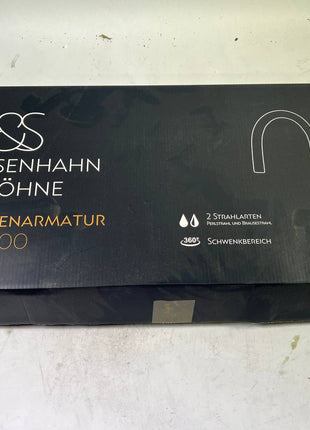 &S
SENHAHN
ÖHNE
ENARMATUR
00
2 STRAHLARTEN
PERLSTRAHL UND BRAUSESTRAHL
360°
SCHWENKBEREICH